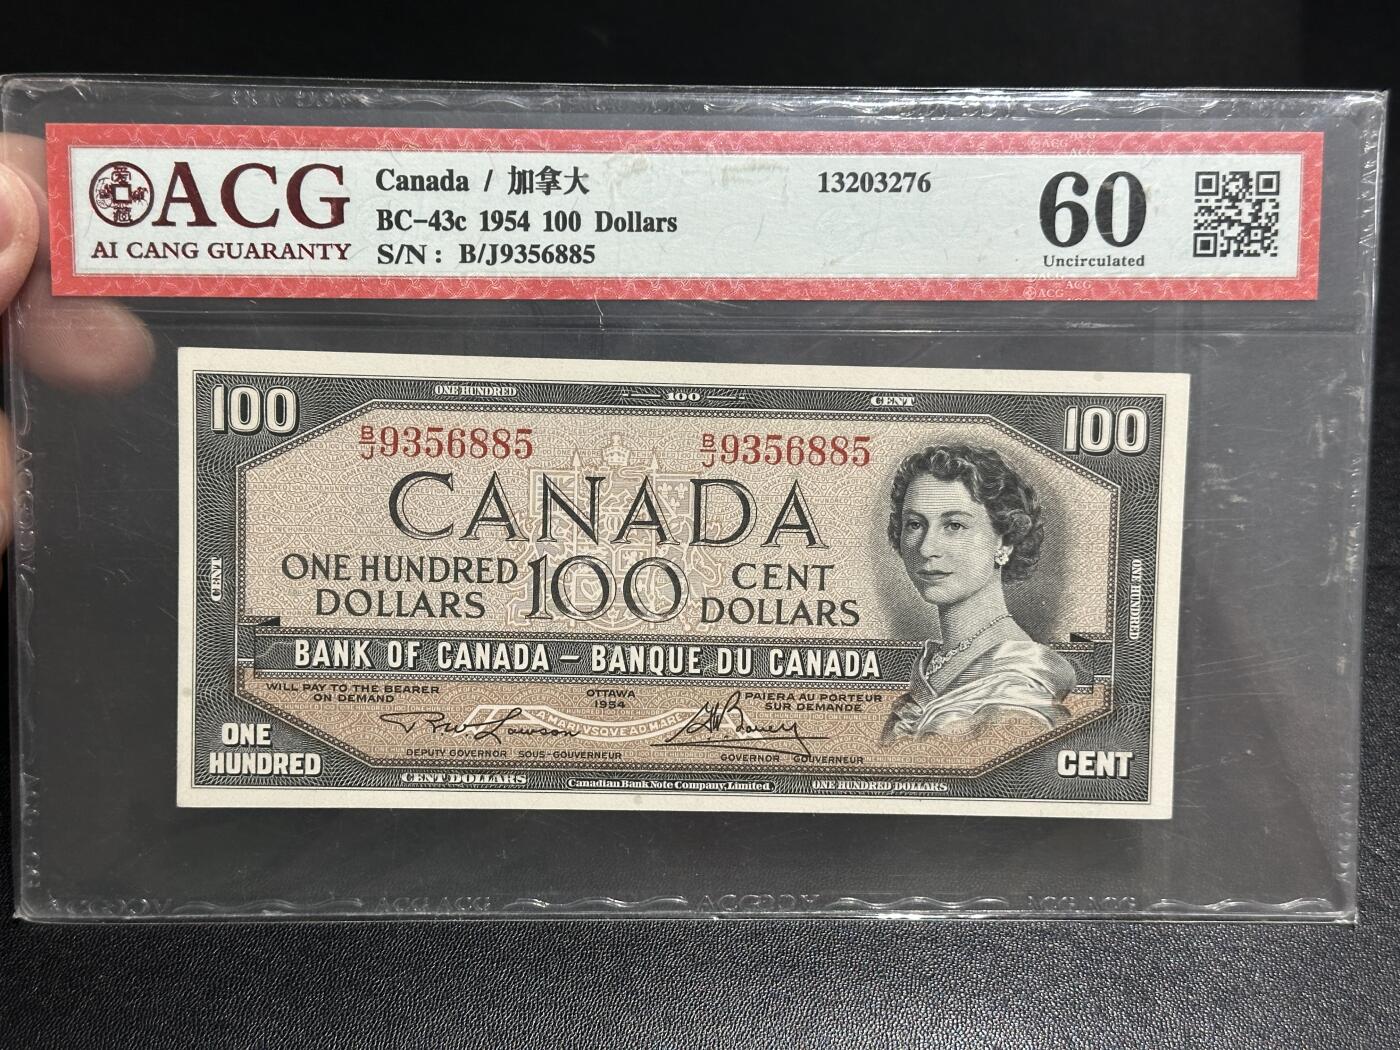 ACG
AI CANG GUARANTY
Canada / 加拿大
BC-43c 1954 100 Dollars
S/N : B/J9356885
13203276
60
Uncirculated
100
ONE HUNDRED
100
CENT
100
B/J 9356885
B/J 9356885
CANADA
ONE HUNDRED DOLLARS
100
CENT DOLLARS
CENT
ONE HUNDRED
BANK OF CANADA – BANQUE DU CANADA
WILL PAY TO THE BEARER
ON DEMAND
OTTAWA
1954
PAIERA AU PORTEUR
SUR DEMANDE
A MARI USQUE AD MARE
DEPUTY GOVERNOR SOUS-GOUVERNEUR
GOVERNOR GOUVERNEUR
ONE
HUNDRED
CENT
CENT DOLLARS
Canadian Bank Note Company, Limited.
ONE HUNDRED DOLLARS
ACG ACG